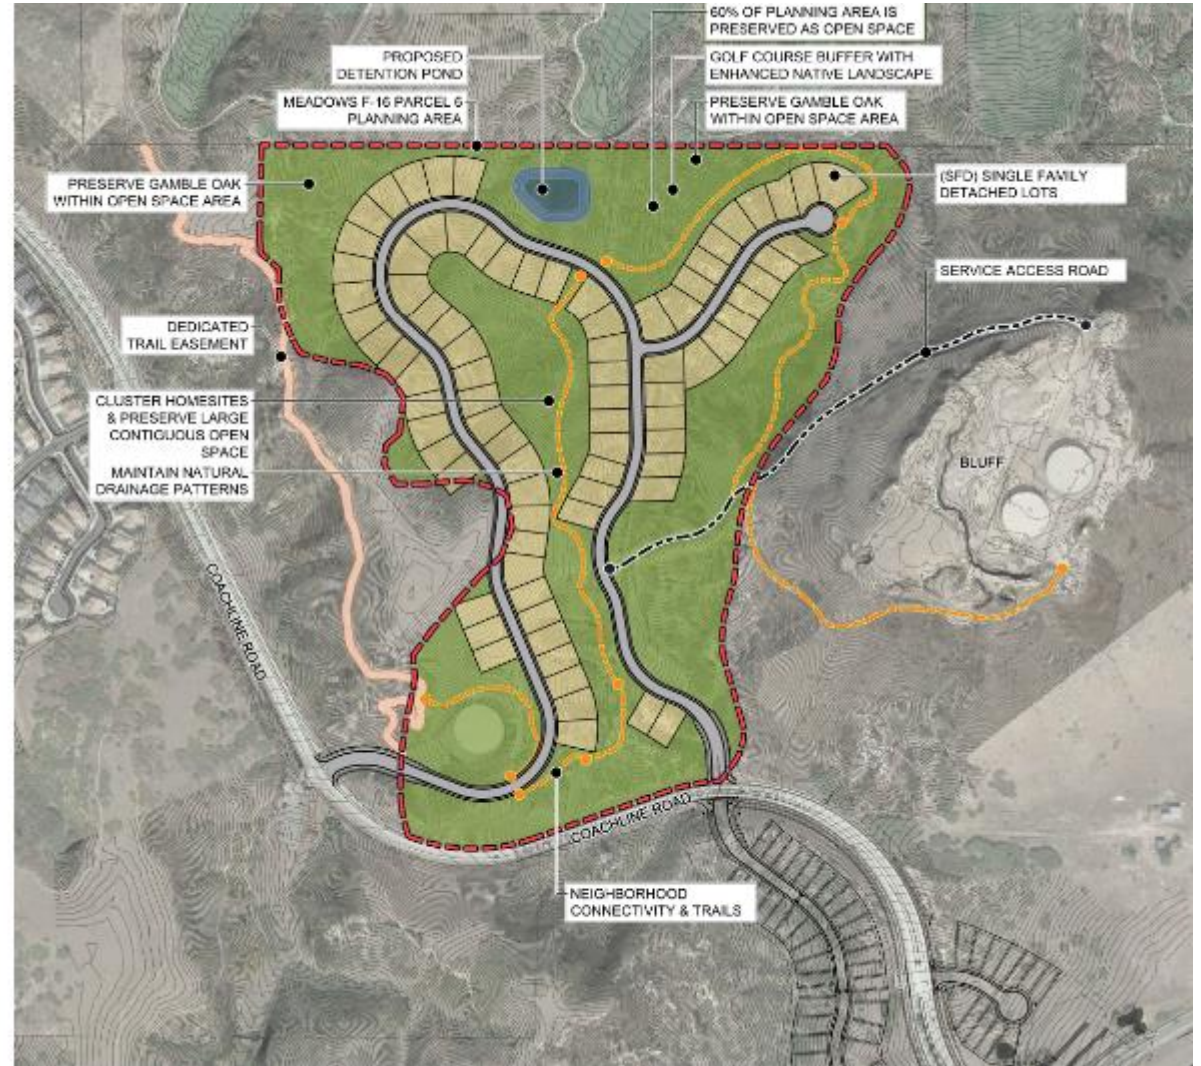 60% OF PLANNING AREA IS
PRESERVED AS OPEN SPACE
PROPOSED
DETENTION POND
GOLF COURSE BUFFER WITH
ENHANCED NATIVE LANDSCAPE
MEADOWS F-16 PARCEL 6
PLANNING AREA
PRESERVE GAMBLE OAK
WITHIN OPEN SPACE AREA
PRESERVE GAMBLE OAK
WITHIN OPEN SPACE AREA
(SFD) SINGLE FAMILY
DETACHED LOTS
SERVICE ACCESS ROAD
DEDICATED
TRAIL EASEMENT
CLUSTER HOMESITES
& PRESERVE LARGE
CONTIGUOUS OPEN
SPACE
MAINTAIN NATURAL
DRAINAGE PATTERNS
BLUFF
COACHLINE ROAD
COACHLINE ROAD
NEIGHBORHOOD
CONNECTIVITY & TRAILS